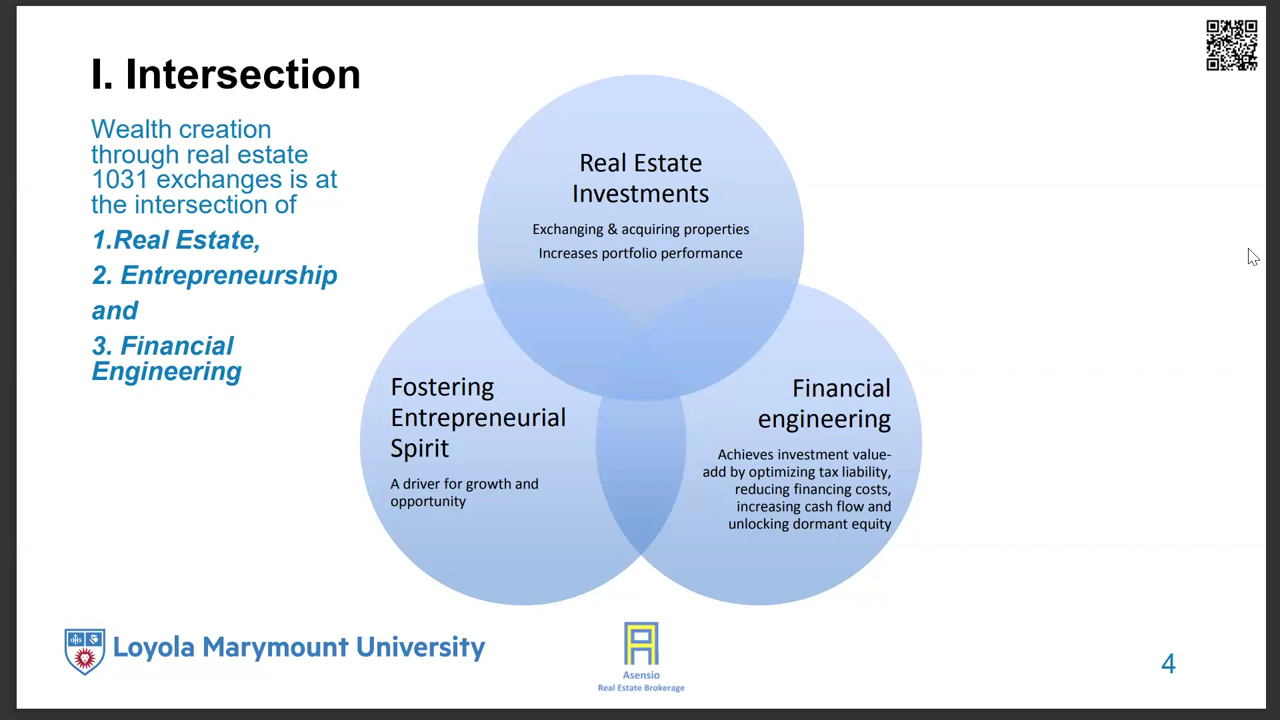 I. Intersection
Wealth creation
through real estate
1031 exchanges is at
the intersection of
1.Real Estate,
2. Entrepreneurship
and
3. Financial
Engineering
Real Estate
Investments
Exchanging & acquiring properties
Increases portfolio performance
Fostering
Entrepreneurial
Spirit
A driver for growth and
opportunity
Financial
engineering
Achieves investment value-
add by optimizing tax liability,
reducing financing costs,
increasing cash flow and
unlocking dormant equity
Loyola Marymount University
Asensio
Real Estate Brokerage
4